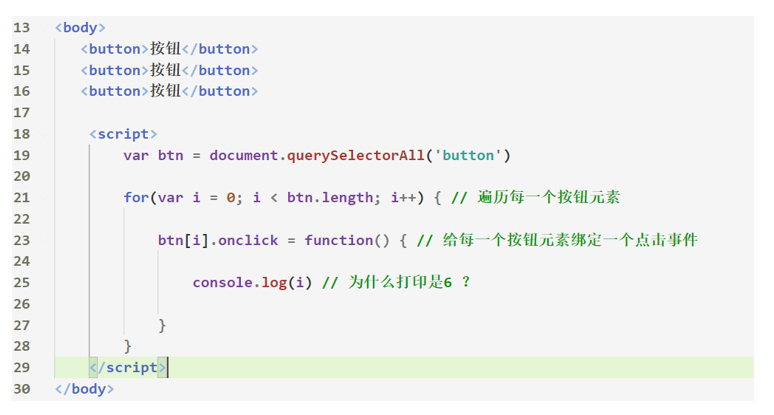 13 <body>
14 <button>按钮</button>
15 <button>按钮</button>
16 <button>按钮</button>
17
18 <script>
19 var btn = document.querySelectorAll('button')
20
21 for(var i = 0; i < btn.length; i++) { // 遍历每一个按钮元素
22
23 btn[i].onclick = function() { // 给每一个按钮元素绑定一个点击事件
24
25 console.log(i) // 为什么打印是6 ？
26
27 }
28 }
29 </script>
30 </body>